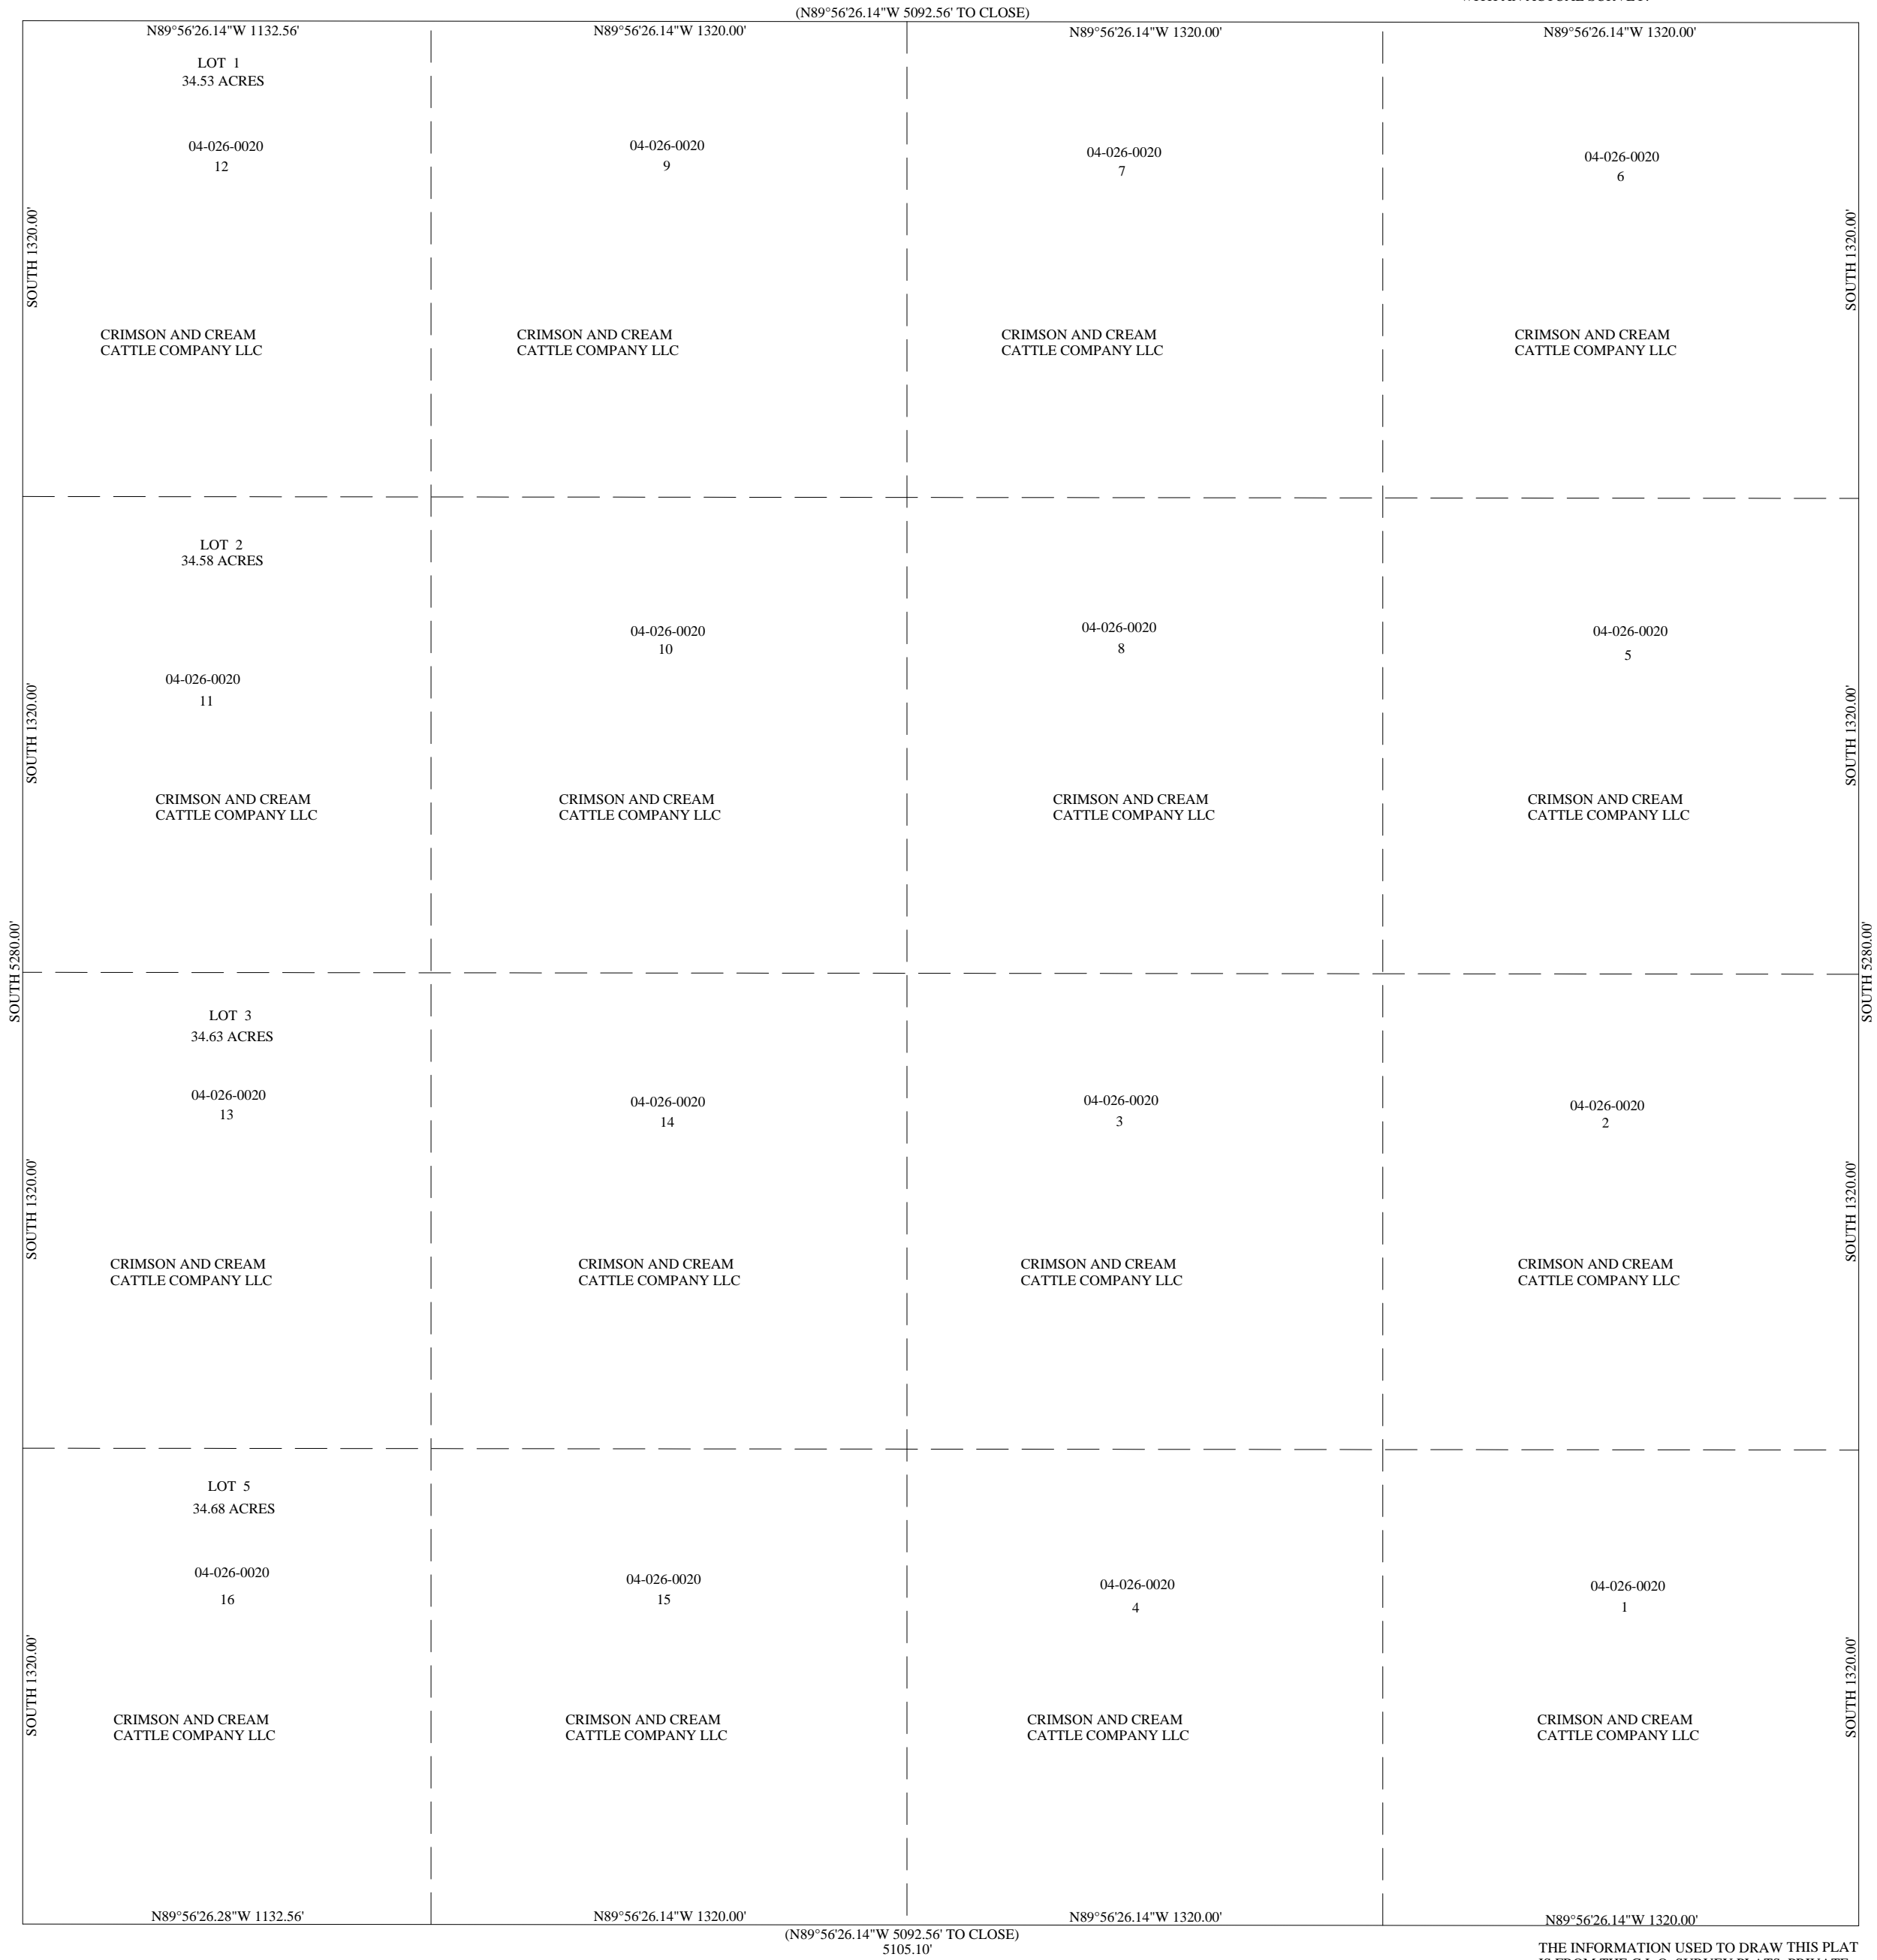 (N89°56'26.14"W 5092.56' TO CLOSE)
N89°56'26.14"W 1132.56'
N89°56'26.14"W 1320.00'
N89°56'26.14"W 1320.00'
N89°56'26.14"W 1320.00'
LOT 1
34.53 ACRES
04-026-0020
12
04-026-0020
9
04-026-0020
7
04-026-0020
6
SOUTH 1320.00'
SOUTH 1320.00'
CRIMSON AND CREAM
CATTLE COMPANY LLC
CRIMSON AND CREAM
CATTLE COMPANY LLC
CRIMSON AND CREAM
CATTLE COMPANY LLC
CRIMSON AND CREAM
CATTLE COMPANY LLC
LOT 2
34.58 ACRES
04-026-0020
11
04-026-0020
10
04-026-0020
8
04-026-0020
5
SOUTH 1320.00'
SOUTH 1320.00'
CRIMSON AND CREAM
CATTLE COMPANY LLC
CRIMSON AND CREAM
CATTLE COMPANY LLC
CRIMSON AND CREAM
CATTLE COMPANY LLC
CRIMSON AND CREAM
CATTLE COMPANY LLC
SOUTH 5280.00'
SOUTH 5280.00'
LOT 3
34.63 ACRES
04-026-0020
13
04-026-0020
14
04-026-0020
3
04-026-0020
2
SOUTH 1320.00'
SOUTH 1320.00'
CRIMSON AND CREAM
CATTLE COMPANY LLC
CRIMSON AND CREAM
CATTLE COMPANY LLC
CRIMSON AND CREAM
CATTLE COMPANY LLC
CRIMSON AND CREAM
CATTLE COMPANY LLC
LOT 5
34.68 ACRES
04-026-0020
16
04-026-0020
15
04-026-0020
4
04-026-0020
1
SOUTH 1320.00'
SOUTH 1320.00'
CRIMSON AND CREAM
CATTLE COMPANY LLC
CRIMSON AND CREAM
CATTLE COMPANY LLC
CRIMSON AND CREAM
CATTLE COMPANY LLC
CRIMSON AND CREAM
CATTLE COMPANY LLC
N89°56'26.28"W 1132.56'
N89°56'26.14"W 1320.00'
N89°56'26.14"W 1320.00'
N89°56'26.14"W 1320.00'
(N89°56'26.14"W 5092.56' TO CLOSE)
5105.10'
THE INFORMATION USED TO DRAW THIS PLAT